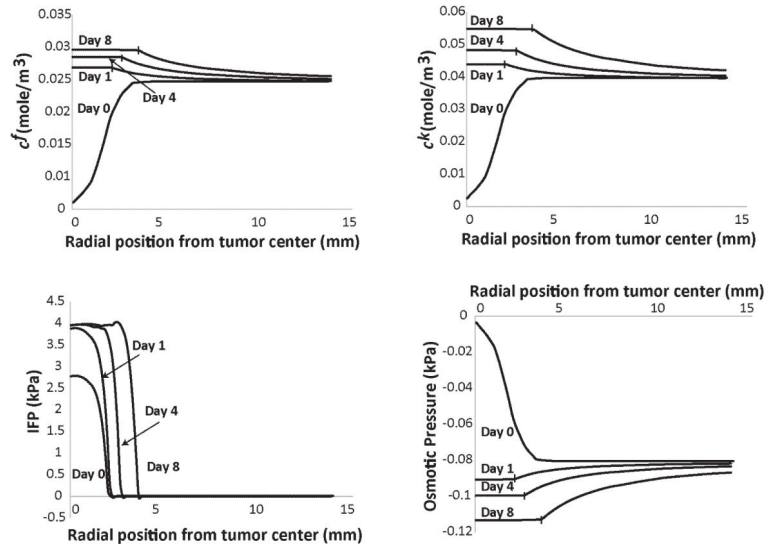 0.035
0.03
0.025
0.02
0.015
0.01
0.005
0
c^f (mole/m³)
Day 8
Day 1
Day 4
Day 0
0 5 10 15
Radial position from tumor center (mm)
0.06
0.05
0.04
0.03
0.02
0.01
0
c^k (mole/m³)
Day 8
Day 4
Day 1
Day 0
0 5 10 15
Radial position from tumor center (mm)
4.5
4
3.5
3
2.5
2
1.5
1
0.5
0
-0.5
IFP (kPa)
Day 1
Day 4
Day 0
Day 8
0 5 10 15
Radial position from tumor center (mm)
Radial position from tumor center (mm)
0 5 10 15
0
-0.02
-0.04
-0.06
-0.08
-0.1
-0.12
Osmotic Pressure (kPa)
Day 0
Day 1
Day 4
Day 8